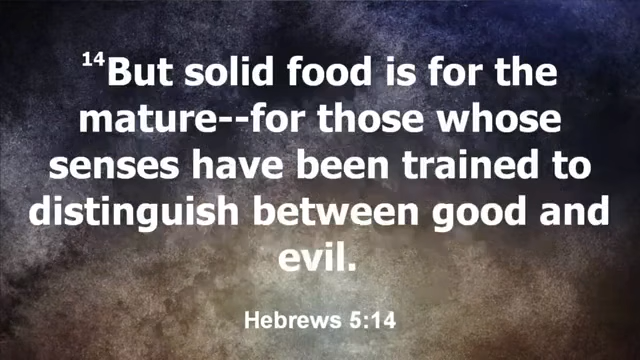 14But solid food is for the
mature--for those whose
senses have been trained to
distinguish between good and
evil.
Hebrews 5:14